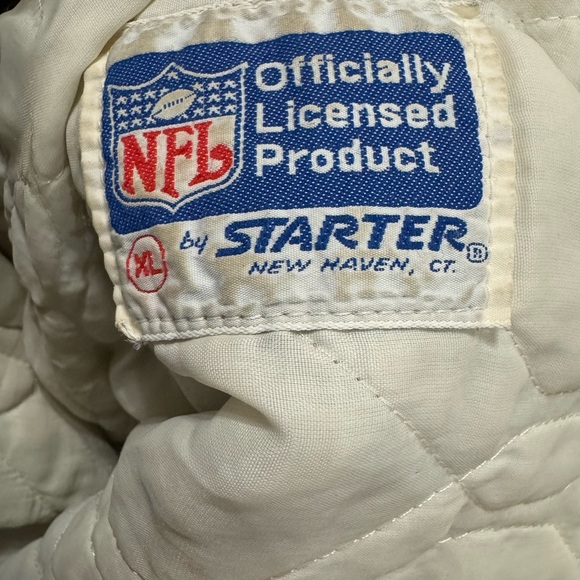 NFL
Officially
Licensed
Product
XL
by STARTER®
NEW HAVEN, CT.